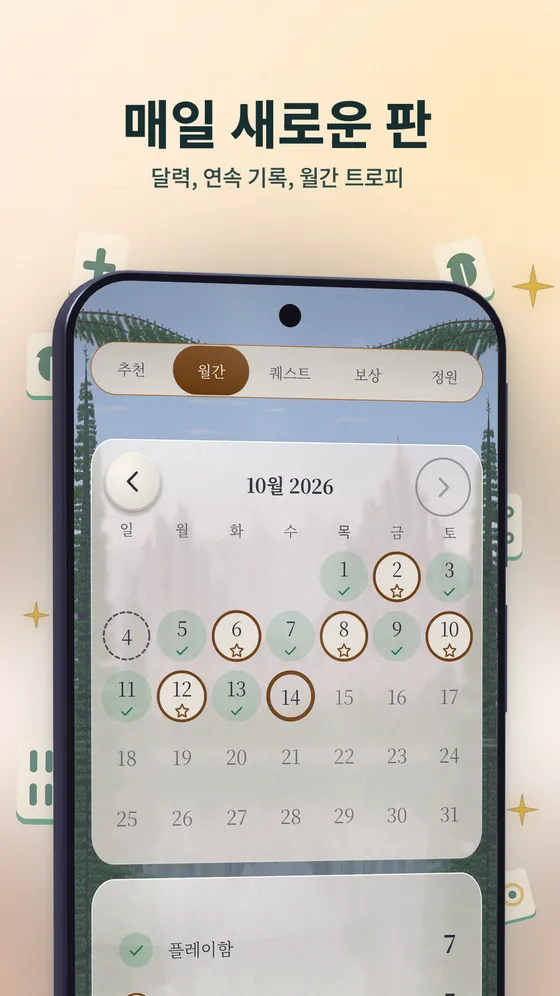 매일 새로운 판
달력, 연속 기록, 월간 트로피
추천 월간 퀘스트 보상 정원
10월 2026
일 월 화 수 목 금 토
1 2 3
4 5 6 7 8 9 10
11 12 13 14 15 16 17
18 19 20 21 22 23 24
25 26 27 28 29 30 31
플레이함 7